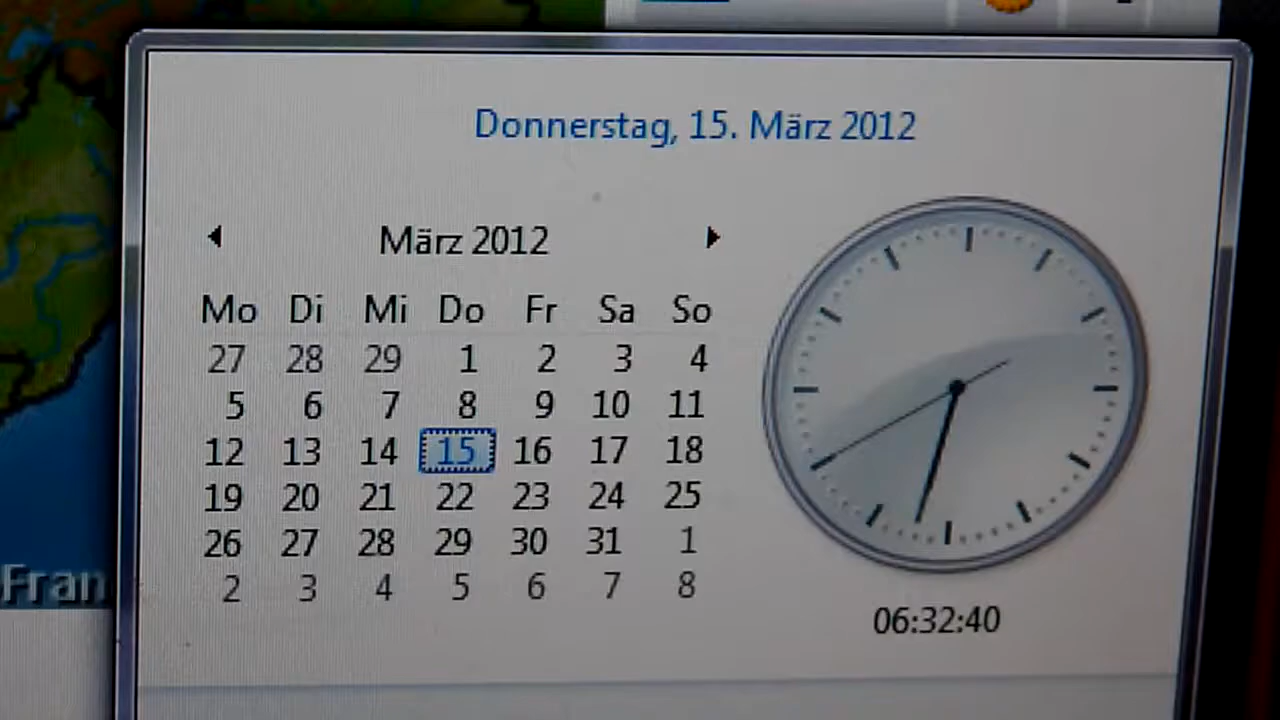 Donnerstag, 15. März 2012
März 2012
Mo Di Mi Do Fr Sa So
27 28 29 1 2 3 4
5 6 7 8 9 10 11
12 13 14 15 16 17 18
19 20 21 22 23 24 25
26 27 28 29 30 31 1
2 3 4 5 6 7 8
Fran
06:32:40